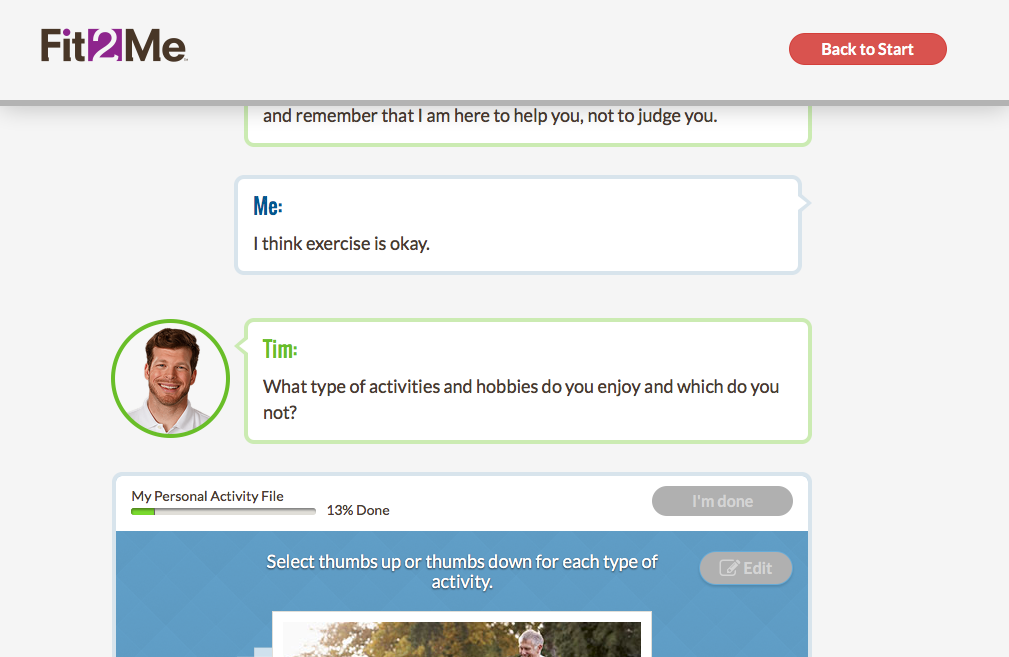 Fit2Me
Back to Start
and remember that I am here to help you, not to judge you.
Me:
I think exercise is okay.
Tim:
What type of activities and hobbies do you enjoy and which do you
not?
My Personal Activity File
13% Done
I'm done
Select thumbs up or thumbs down for each type of
activity.
Edit